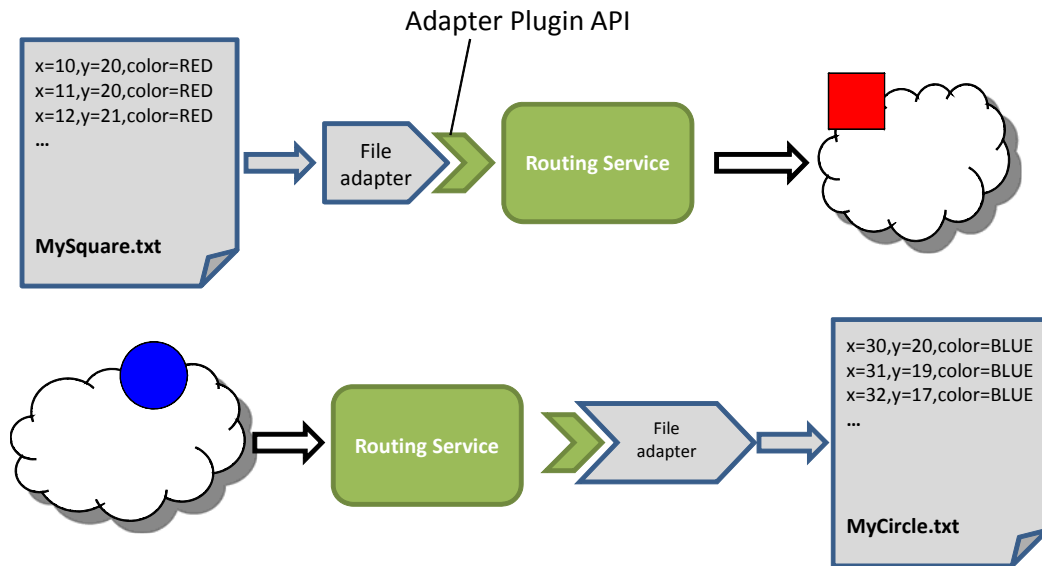 Adapter Plugin API
x=10,y=20,color=RED
x=11,y=20,color=RED
x=12,y=21,color=RED
...
MySquare.txt
File
adapter
Routing Service
Routing Service
File
adapter
x=30,y=20,color=BLUE
x=31,y=19,color=BLUE
x=32,y=17,color=BLUE
...
MyCircle.txt